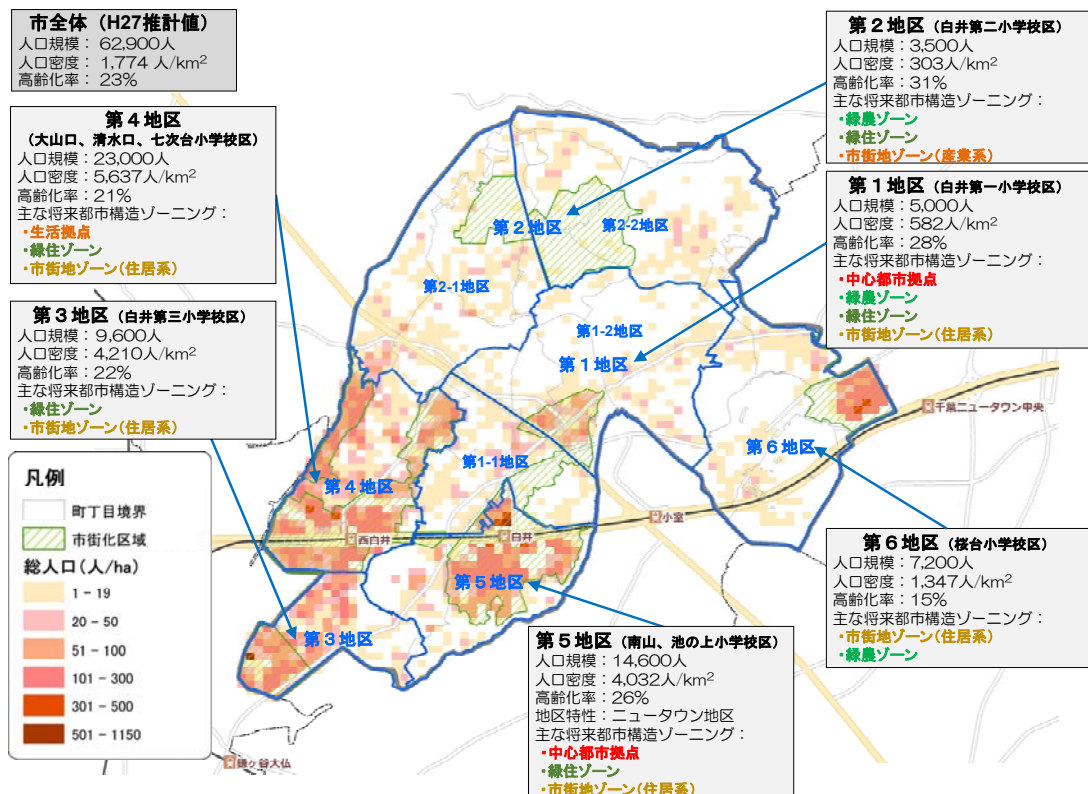 市全体（H27推計値）
人口規模： 62,900人
人口密度： 1,774 人/km²
高齢化率： 23%
第４地区
（大山口、清水口、七次台小学校区）
人口規模：23,000人
人口密度：5,637人/km²
高齢化率：21%
主な将来都市構造ゾーニング：
・生活拠点
・緑住ゾーン
・市街地ゾーン(住居系)
第３地区（白井第三小学校区）
人口規模：9,600人
人口密度：4,210人/km²
高齢化率：22%
主な将来都市構造ゾーニング：
・緑住ゾーン
・市街地ゾーン(住居系)
凡例
町丁目境界
市街化区域
総人口(人/ha)
1 - 19
20 - 50
51 - 100
101 - 300
301 - 500
501 - 1150
第２地区（白井第二小学校区）
人口規模：3,500人
人口密度：303人/km²
高齢化率：31%
主な将来都市構造ゾーニング：
・緑農ゾーン
・緑住ゾーン
・市街地ゾーン(産業系)
第１地区（白井第一小学校区）
人口規模：5,000人
人口密度：582人/km²
高齢化率：28%
主な将来都市構造ゾーニング：
・中心都市拠点
・緑農ゾーン
・緑住ゾーン
・市街地ゾーン(住居系)
第６地区（桜台小学校区）
人口規模：7,200人
人口密度：1,347人/km²
高齢化率：15%
主な将来都市構造ゾーニング：
・市街地ゾーン(住居系)
・緑農ゾーン
第５地区（南山、池の上小学校区）
人口規模：14,600人
人口密度：4,032人/km²
高齢化率：26%
地区特性：ニュータウン地区
主な将来都市構造ゾーニング：
・中心都市拠点
・緑住ゾーン
・市街地ゾーン(住居系)
第２地区
第2-2地区
第2-1地区
第1-2地区
第１地区
千葉ニュータウン中央
第６地区
第1-1地区
第４地区
小室
西白井
白井
第５地区
第３地区
鎌ヶ谷大仏